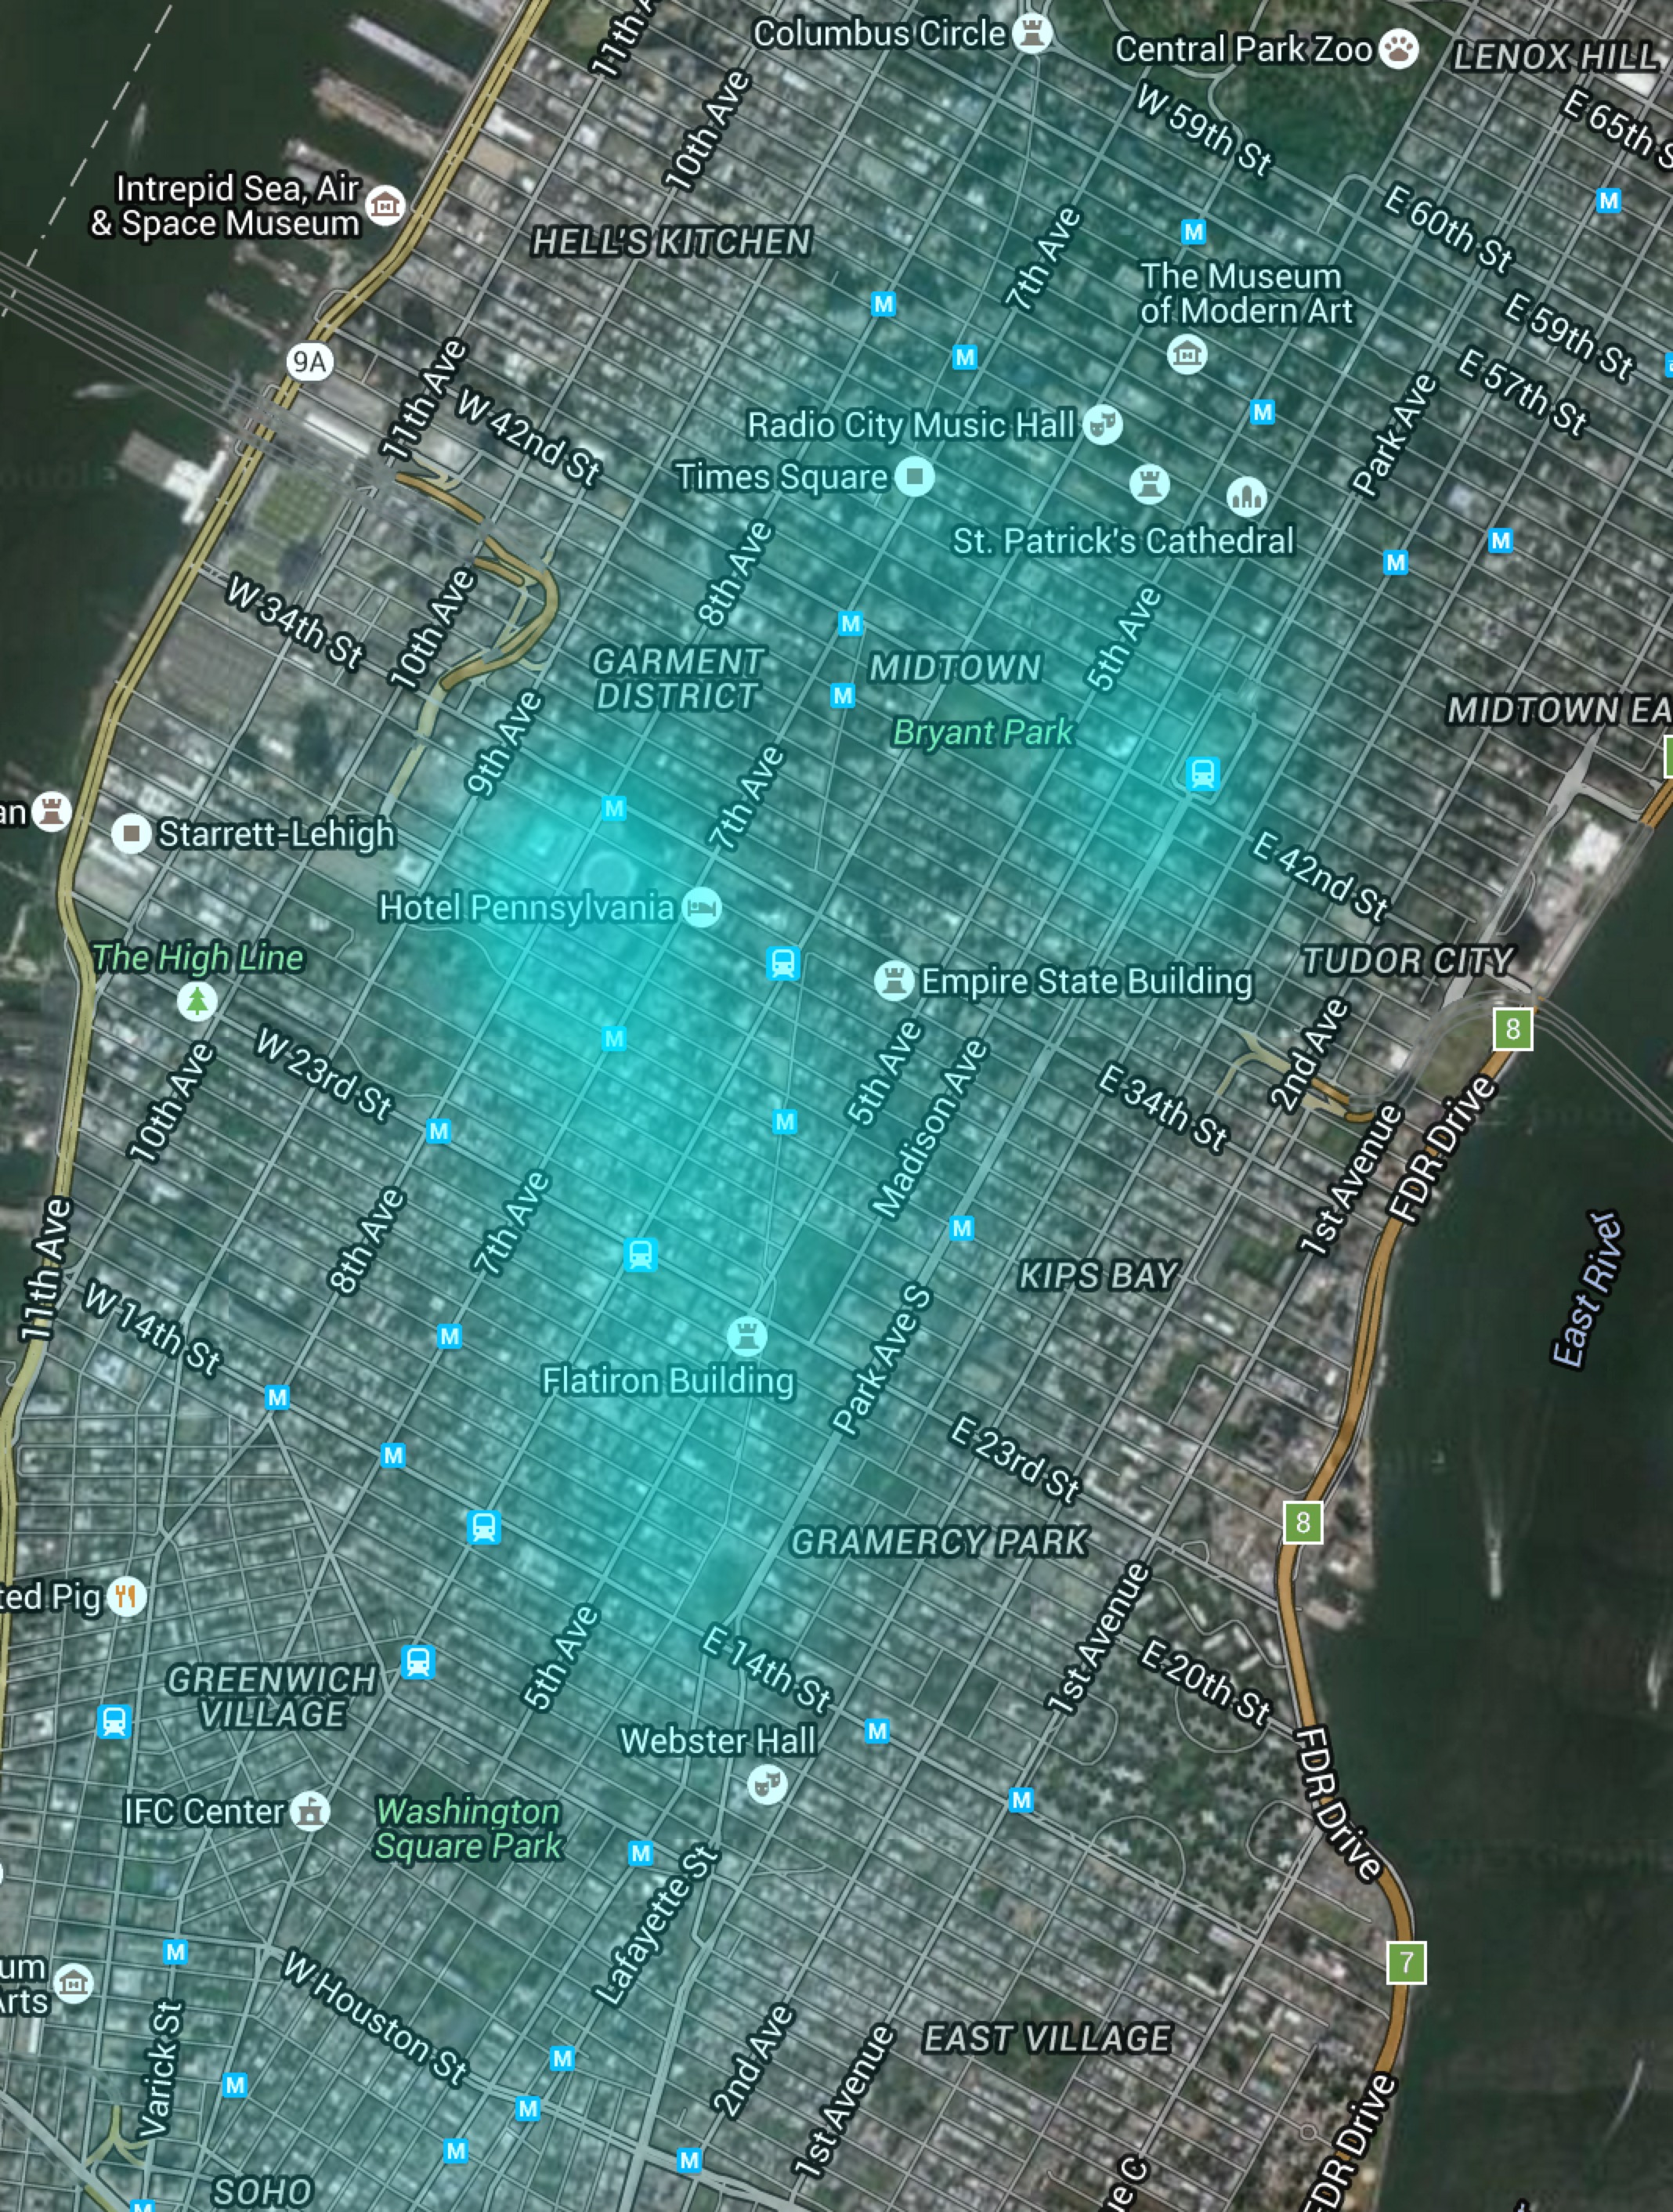 11th A
Columbus Circle
Central Park Zoo
LENOX HILL
10th Ave
W 59th St
E 65th S
Intrepid Sea, Air
& Space Museum
HELL'S KITCHEN
M
M
7th Ave
E 60th St
The Museum
of Modern Art
M
M
E 59th St
9A
11th Ave
W 42nd St
E 57th St
Park Ave
M
Radio City Music Hall
Times Square
St. Patrick's Cathedral
M
M
8th Ave
W 34th St
10th Ave
5th Ave
M
GARMENT
DISTRICT
MIDTOWN
M
Bryant Park
MIDTOWN EA
9th Ave
7th Ave
M
an
Starrett-Lehigh
E 42nd St
Hotel Pennsylvania
The High Line
Empire State Building
TUDOR CITY
8
W 23rd St
M
5th Ave
Madison Ave
2nd Ave
10th Ave
M
M
E 34th St
1st Avenue
FDR Drive
8th Ave
7th Ave
M
11th Ave
KIPS BAY
East River
W 14th St
M
Flatiron Building
Park Ave S
M
M
E 23rd St
8
GRAMERCY PARK
ted Pig
5th Ave
E 14th St
1st Avenue
E 20th St
GREENWICH
VILLAGE
Webster Hall
M
FDR Drive
IFC Center
Washington
Square Park
M
M
Lafayette St
M
7
um
Arts
W Houston St
Varick St
2nd Ave
1st Avenue
EAST VILLAGE
M
M
M
M
M
FDR Drive
SOHO
ue C
M